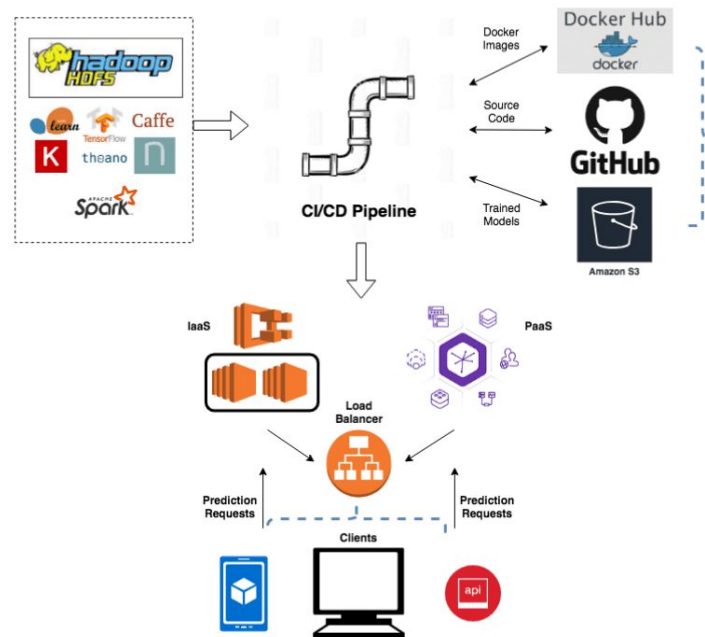 hadoop
HDFS
learn
TensorFlow
Caffe
K
theano
n
APACHE
Spark
CI/CD Pipeline
Docker
Images
Docker Hub
docker
Source
Code
GitHub
Trained
Models
Amazon S3
IaaS
PaaS
Load
Balancer
Prediction
Requests
Prediction
Requests
Clients
api